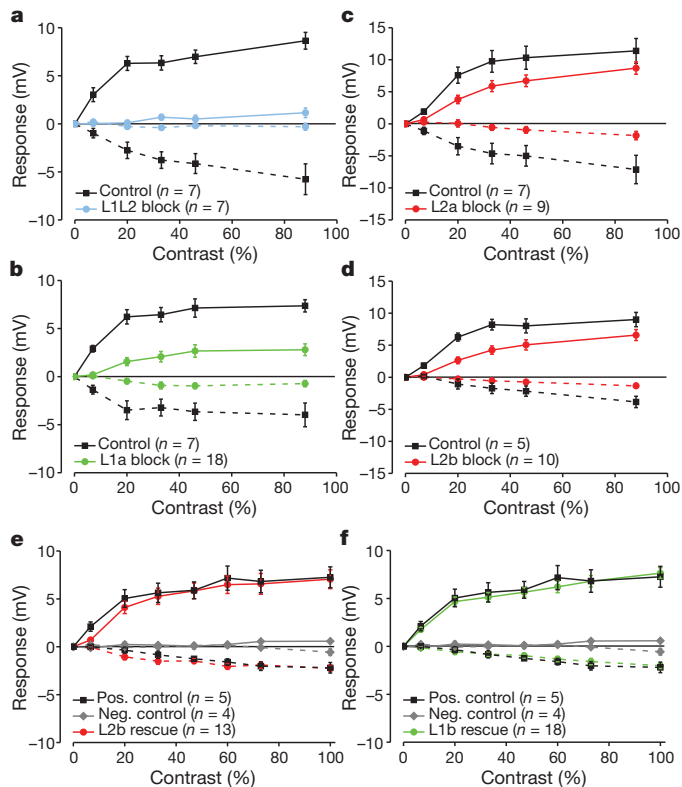 a
Response (mV)
10
5
0
−5
−10
Control (n = 7)
L1L2 block (n = 7)
0 20 40 60 80 100
Contrast (%)
c
Response (mV)
15
10
5
0
−5
−10
−15
Control (n = 7)
L2a block (n = 9)
0 20 40 60 80 100
Contrast (%)
b
Response (mV)
10
5
0
−5
−10
Control (n = 7)
L1a block (n = 18)
0 20 40 60 80 100
Contrast (%)
d
Response (mV)
15
10
5
0
−5
−10
−15
Control (n = 5)
L2b block (n = 10)
0 20 40 60 80 100
Contrast (%)
e
Response (mV)
10
5
0
−5
−10
Pos. control (n = 5)
Neg. control (n = 4)
L2b rescue (n = 13)
0 20 40 60 80 100
Contrast (%)
f
Response (mV)
10
5
0
−5
−10
Pos. control (n = 5)
Neg. control (n = 4)
L1b rescue (n = 18)
0 20 40 60 80 100
Contrast (%)